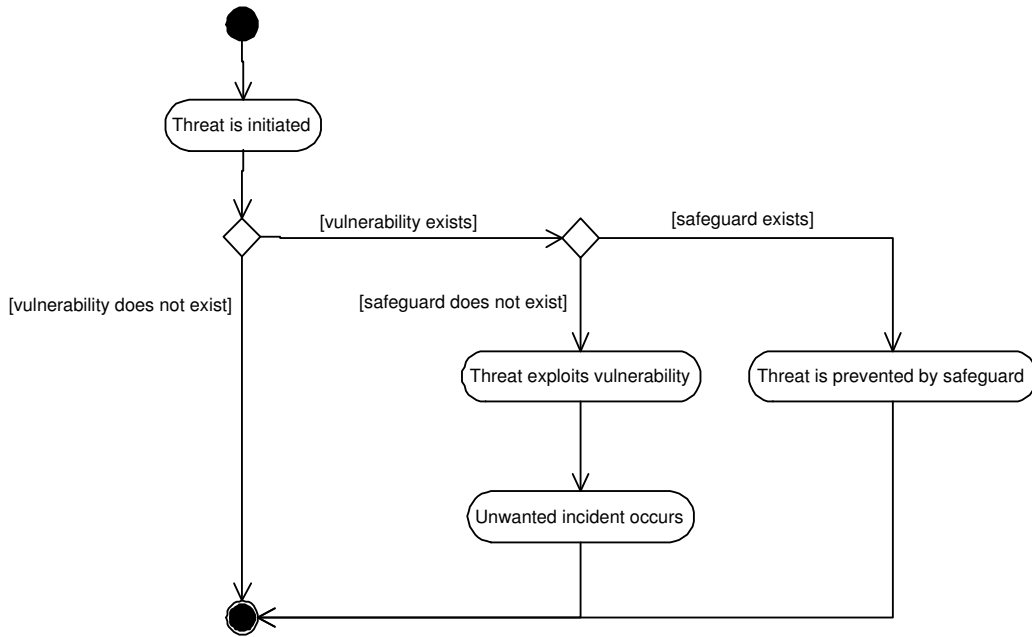 Threat is initiated
[vulnerability exists]
[safeguard exists]
[vulnerability does not exist]
[safeguard does not exist]
Threat exploits vulnerability
Threat is prevented by safeguard
Unwanted incident occurs